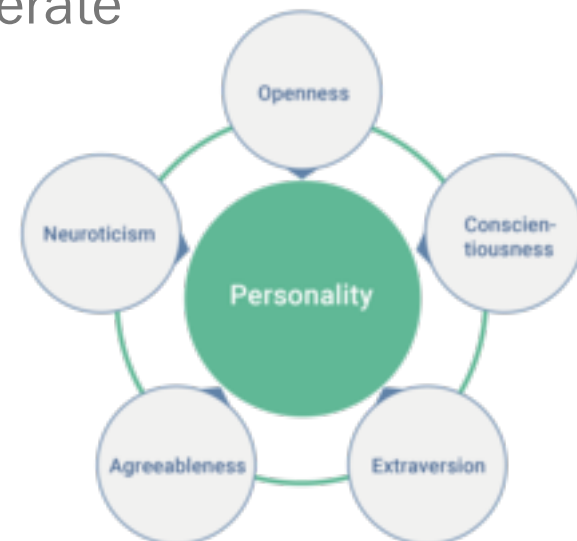 erate
Openness
Neuroticism
Conscien-
tiousness
Personality
Agreeableness
Extraversion